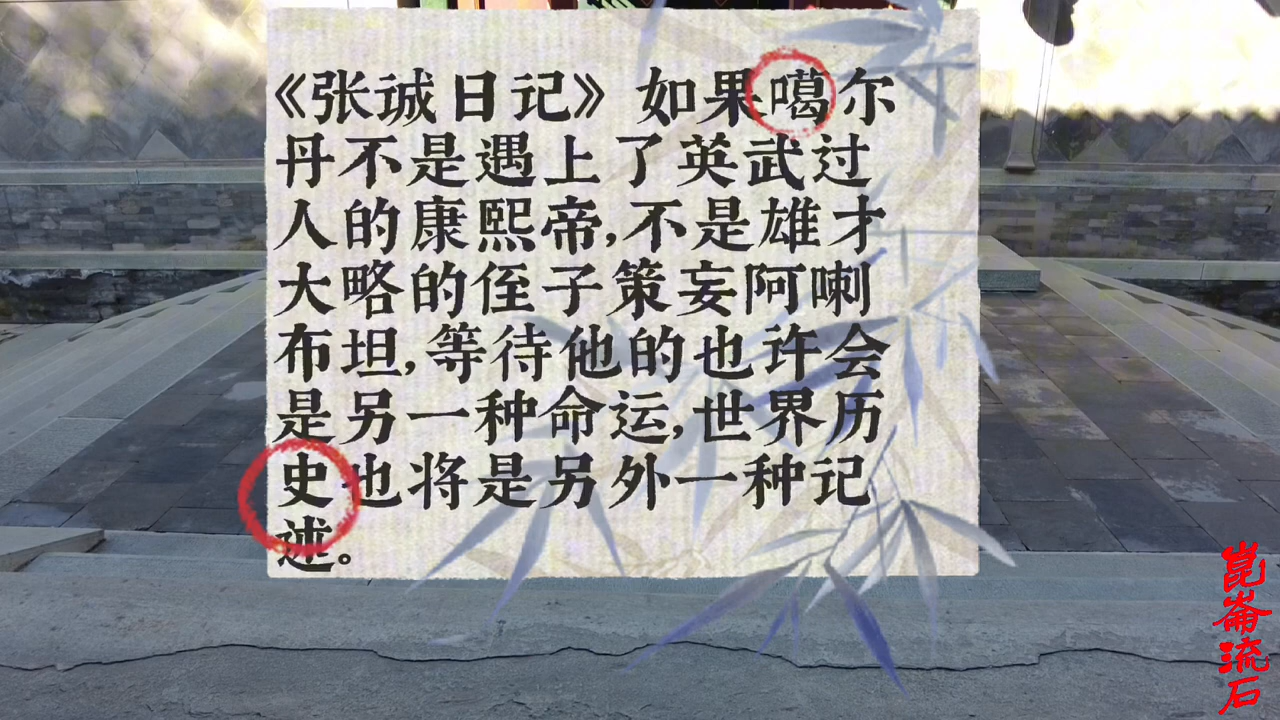 《张诚日记》如果噶尔
丹不是遇上了英武过
人的康熙帝,不是雄才
大略的侄子策妄阿喇
布坦,等待他的也许会
是另一种命运,世界历
史也将是另外一种记
述。
崑崙流石